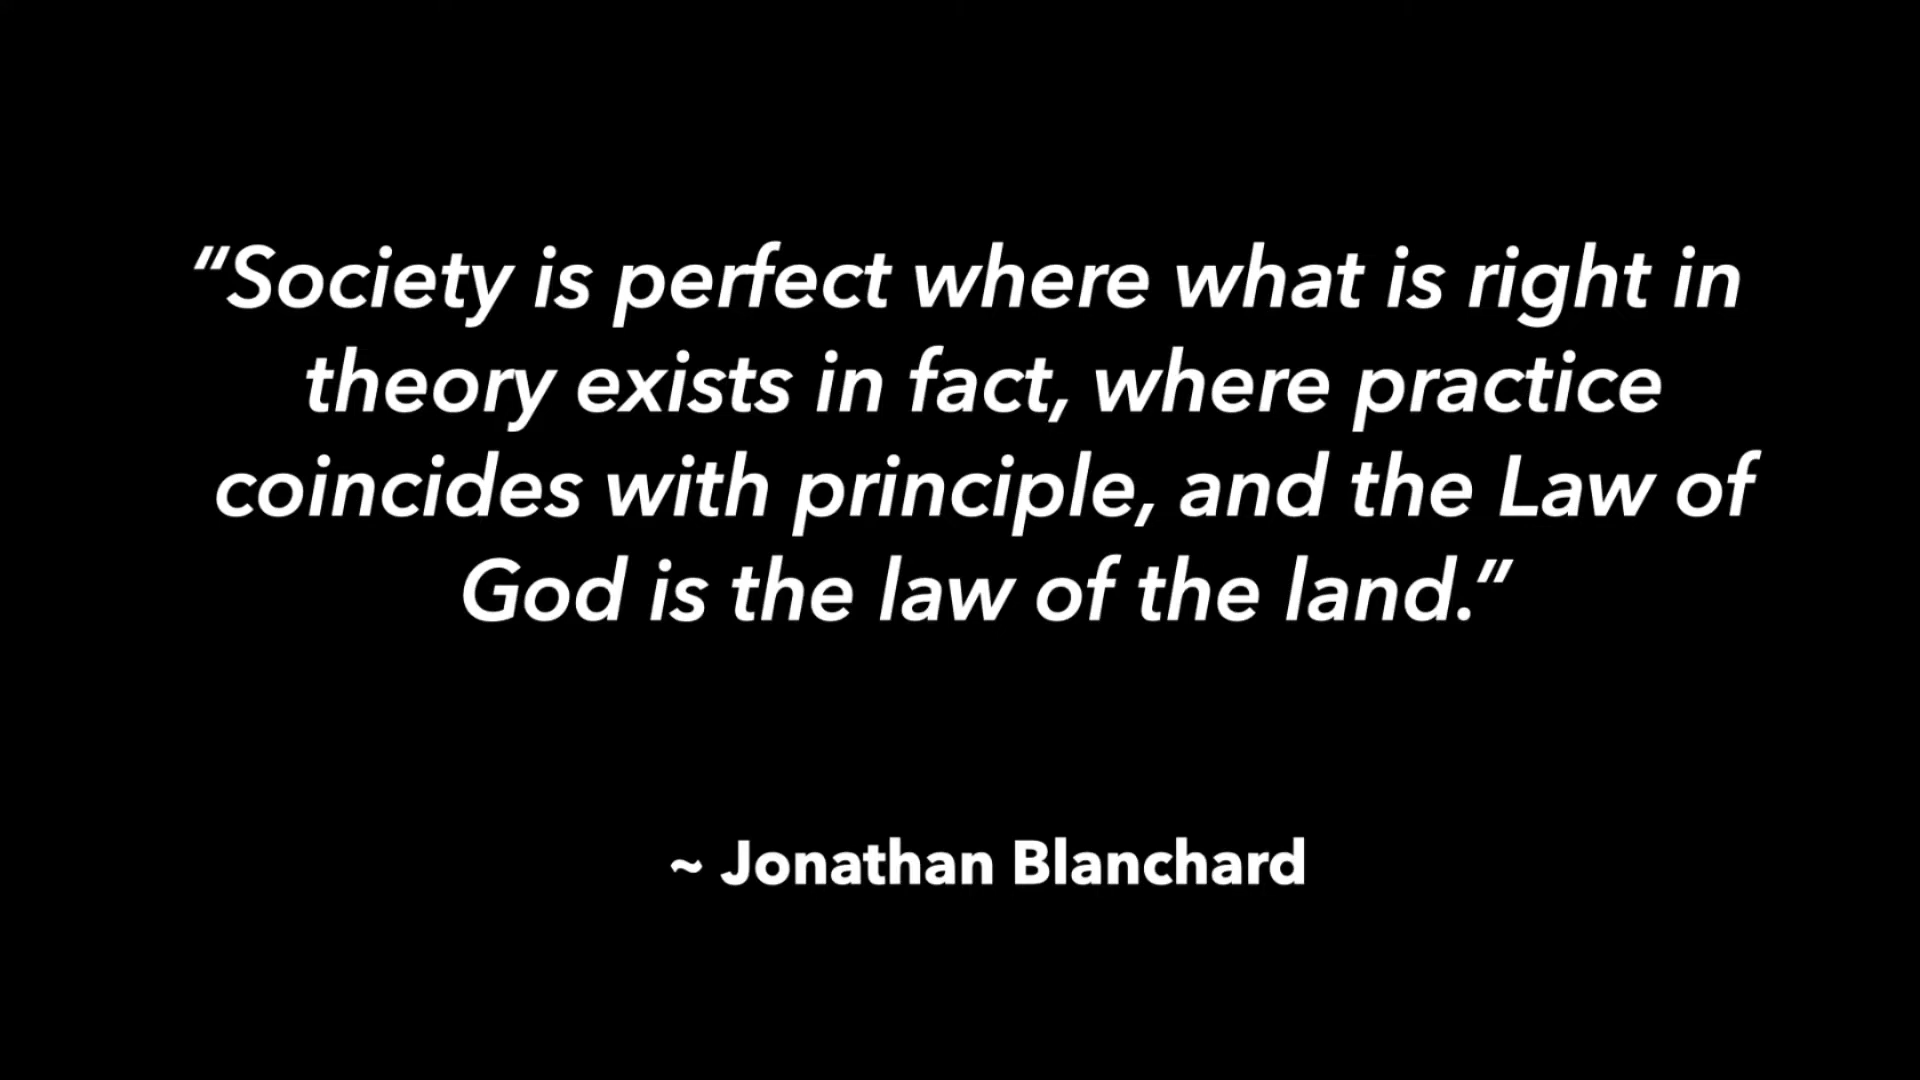 “Society is perfect where what is right in
theory exists in fact, where practice
coincides with principle, and the Law of
God is the law of the land.”
~ Jonathan Blanchard